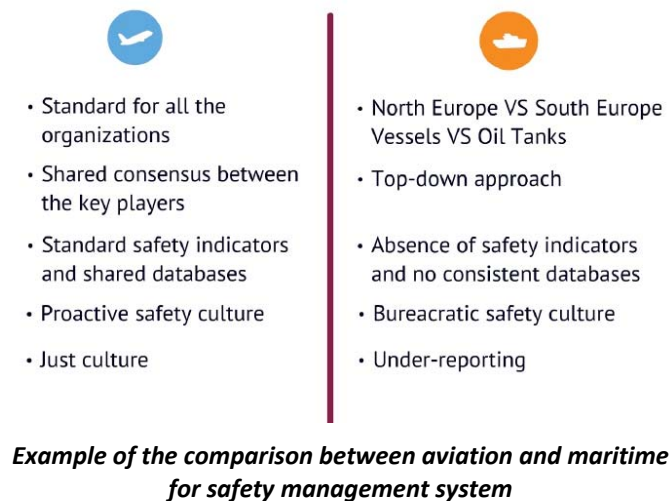 • Standard for all the
organizations
• Shared consensus between
the key players
• Standard safety indicators
and shared databases
• Proactive safety culture
• Just culture
• North Europe VS South Europe
Vessels VS Oil Tanks
• Top-down approach
• Absence of safety indicators
and no consistent databases
• Bureacratic safety culture
• Under-reporting
Example of the comparison between aviation and maritime
for safety management system